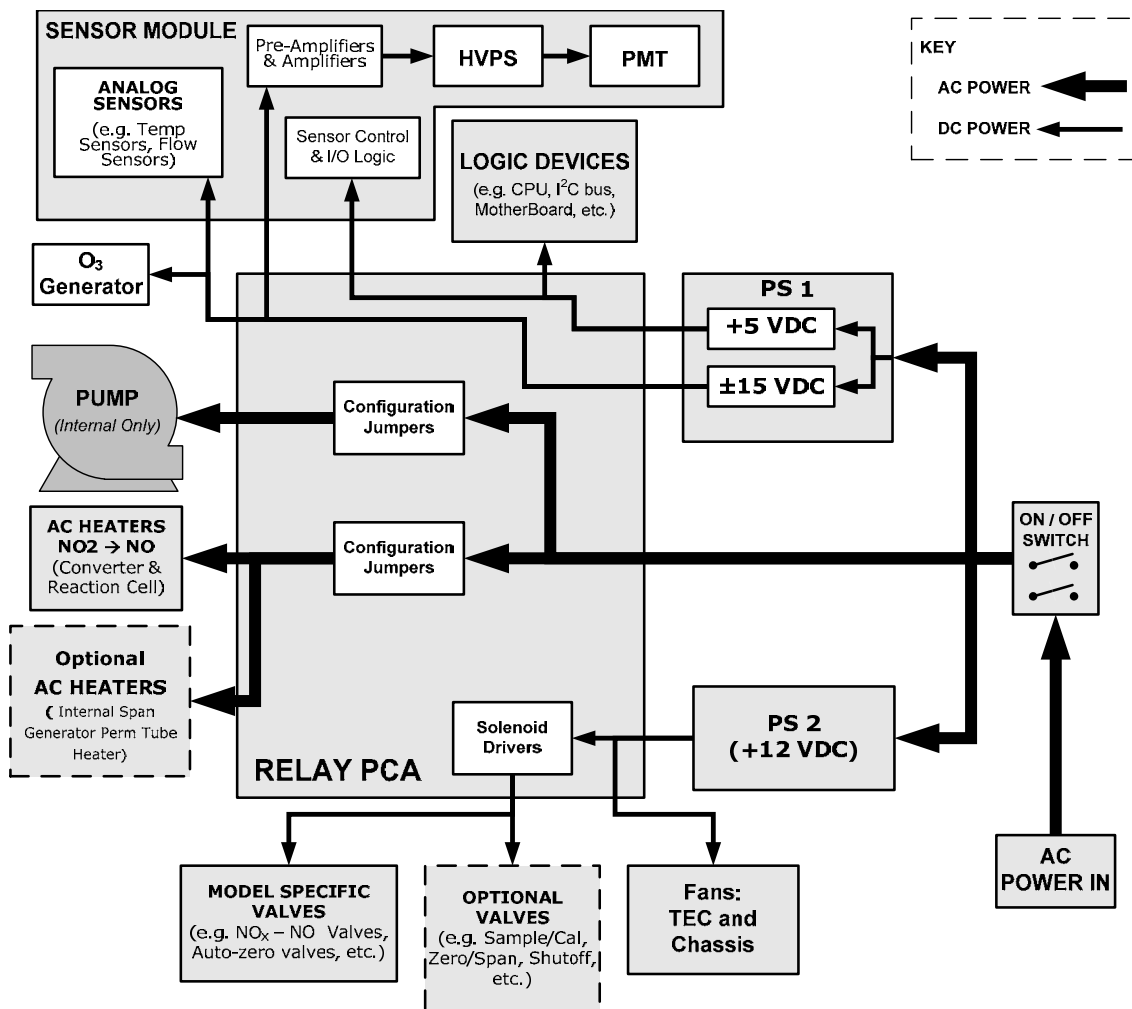 SENSOR MODULE
Pre-Amplifiers
& Amplifiers
HVPS
PMT
KEY
AC POWER
DC POWER
ANALOG
SENSORS
(e.g. Temp
Sensors, Flow
Sensors)
Sensor Control
& I/O Logic
LOGIC DEVICES
(e.g. CPU, I²C bus,
MotherBoard, etc.)
O₃
Generator
PS 1
+5 VDC
±15 VDC
PUMP
(Internal Only)
Configuration
Jumpers
AC HEATERS
NO2 → NO
(Converter &
Reaction Cell)
Configuration
Jumpers
ON / OFF
SWITCH
Optional
AC HEATERS
( Internal Span
Generator Perm Tube
Heater)
Solenoid
Drivers
PS 2
(+12 VDC)
RELAY PCA
AC
POWER IN
MODEL SPECIFIC
VALVES
(e.g. NOₓ – NO Valves,
Auto-zero valves, etc.)
OPTIONAL
VALVES
(e.g. Sample/Cal,
Zero/Span, Shutoff,
etc.)
Fans:
TEC and
Chassis